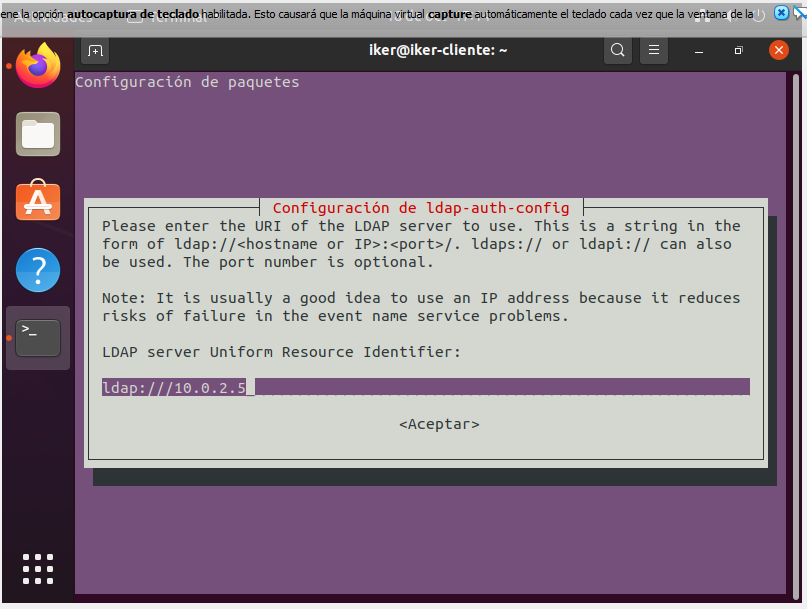 ene la opción autocaptura de teclado habilitada. Esto causará que la máquina virtual capture automáticamente el teclado cada vez que la ventana de la
iker@iker-cliente: ~
Configuración de paquetes
Configuración de ldap-auth-config
Please enter the URI of the LDAP server to use. This is a string in the
form of ldap://<hostname or IP>:<port>/. ldaps:// or ldapi:// can also
be used. The port number is optional.
Note: It is usually a good idea to use an IP address because it reduces
risks of failure in the event name service problems.
LDAP server Uniform Resource Identifier:
ldap:///10.0.2.5
<Aceptar>